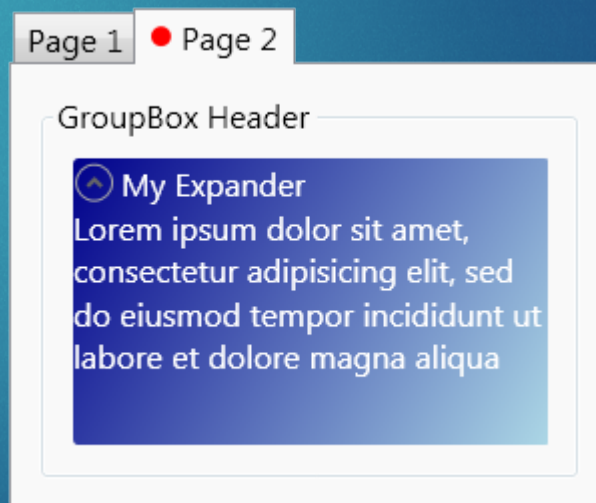 Page 1
Page 2
GroupBox Header
My Expander
Lorem ipsum dolor sit amet,
consectetur adipisicing elit, sed
do eiusmod tempor incididunt ut
labore et dolore magna aliqua